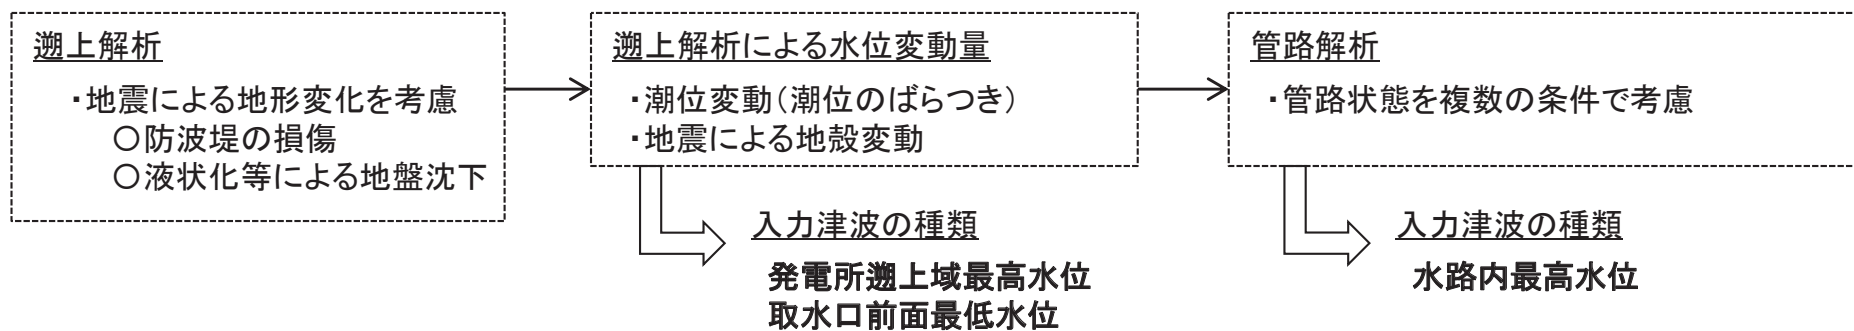 遡上解析
・地震による地形変化を考慮
○防波堤の損傷
○液状化等による地盤沈下
遡上解析による水位変動量
・潮位変動(潮位のばらつき)
・地震による地殻変動
入力津波の種類
発電所遡上域最高水位
取水口前面最低水位
管路解析
・管路状態を複数の条件で考慮
入力津波の種類
水路内最高水位